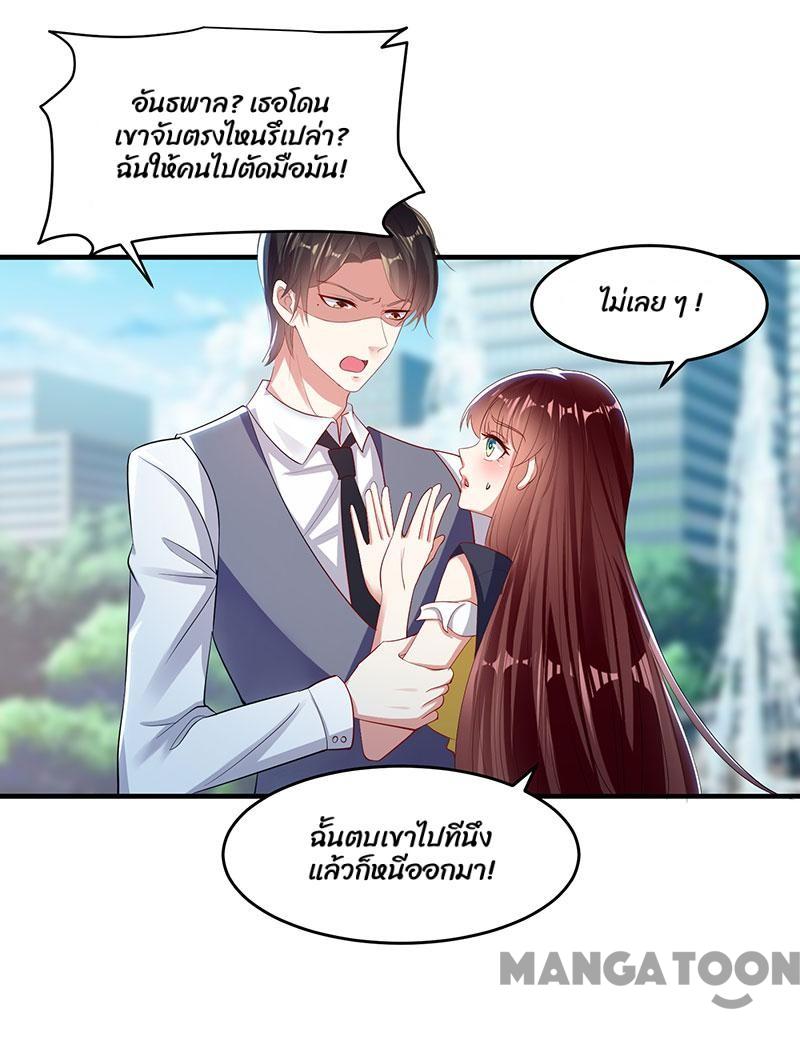 อันธพาล? เธอโดน
เขาจับตรงไหนรึเปล่า?
ฉันให้คนไปตัดมือมัน!
ไม่เลย ๆ !
ฉั้นตบเขาไปทีนึง
แล้วก็หนีออกมา!
MANGATOON